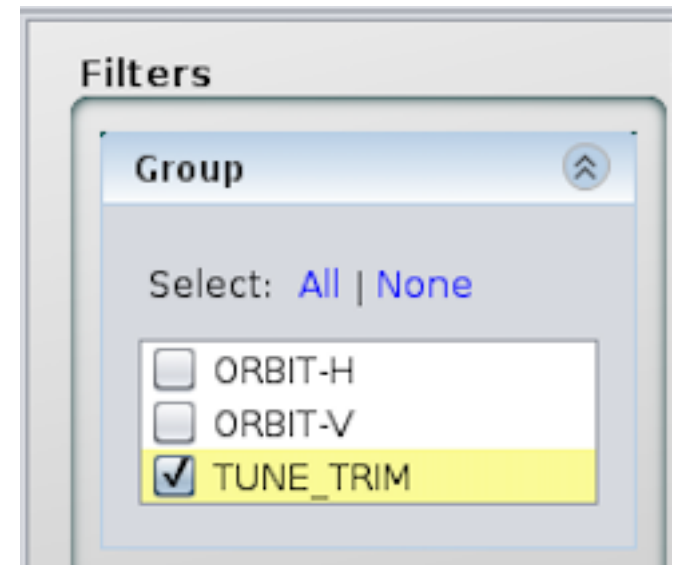 Filters
Group
Select: All | None
ORBIT-H
ORBIT-V
TUNE_TRIM